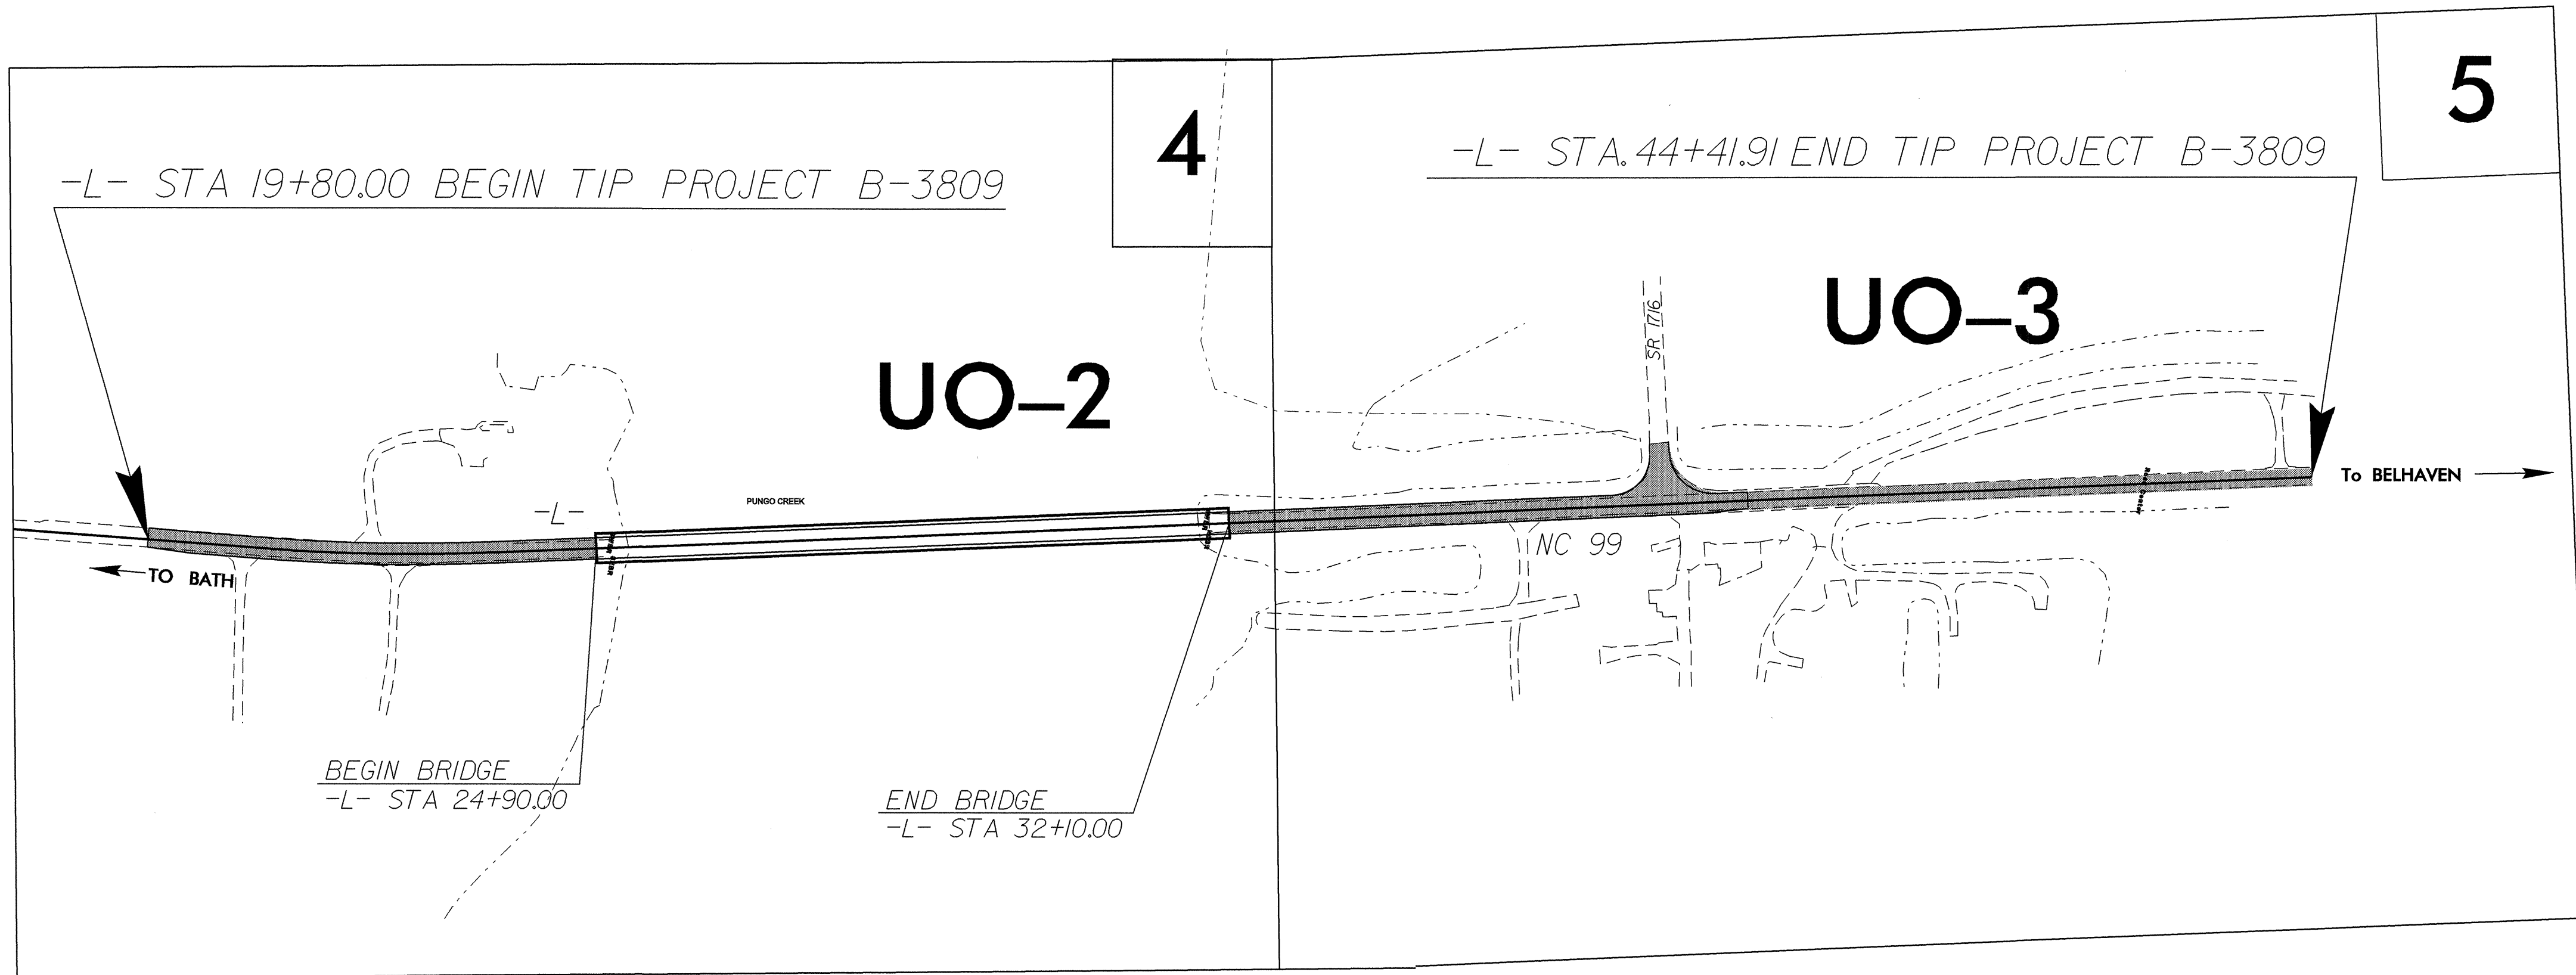 5
4
-L- STA 19+80.00 BEGIN TIP PROJECT B-3809
-L- STA. 44+41.91 END TIP PROJECT B-3809
UO-3
SR 1716
UO-2
To BELHAVEN
PUNGO CREEK
-L-
NC 99
TO BATH
BEGIN BRIDGE
-L- STA 24+90.00
END BRIDGE
-L- STA 32+10.00